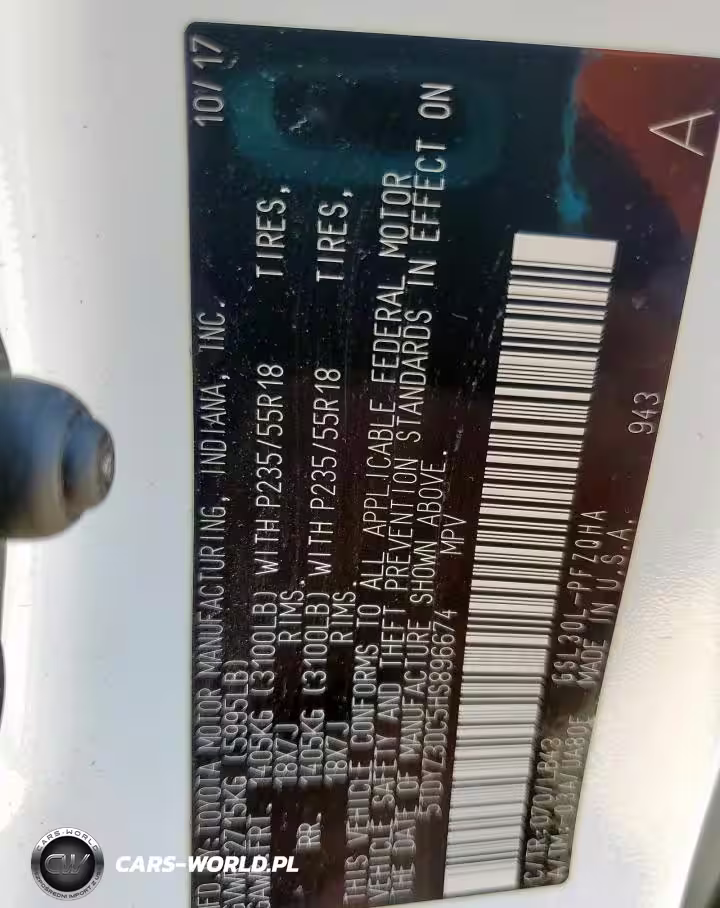 MFD BY: TOYOTA MOTOR MANUFACTURING, INDIANA, INC. 10/17
2715KG (5995LB)
FRT. 1405KG (3100LB) WITH P235/55R18 TIRES,
18X7J RIMS.
RR. 1405KG (3100LB) WITH P235/55R18 TIRES,
18X7J RIMS.
THIS VEHICLE CONFORMS TO ALL APPLICABLE FEDERAL MOTOR
VEHICLE SAFETY AND THEFT PREVENTION STANDARDS IN EFFECT ON
THE DATE OF MANUFACTURE SHOWN ABOVE.
5TDYZ3DC5HS896674 MPV
C/TR: 070/LB43 GSL30L-PFZQHA
A/TM: -03A/UA80E MADE IN U.S.A. 943
A
CARS-WORLD
CW
CARS-WORLD.PL